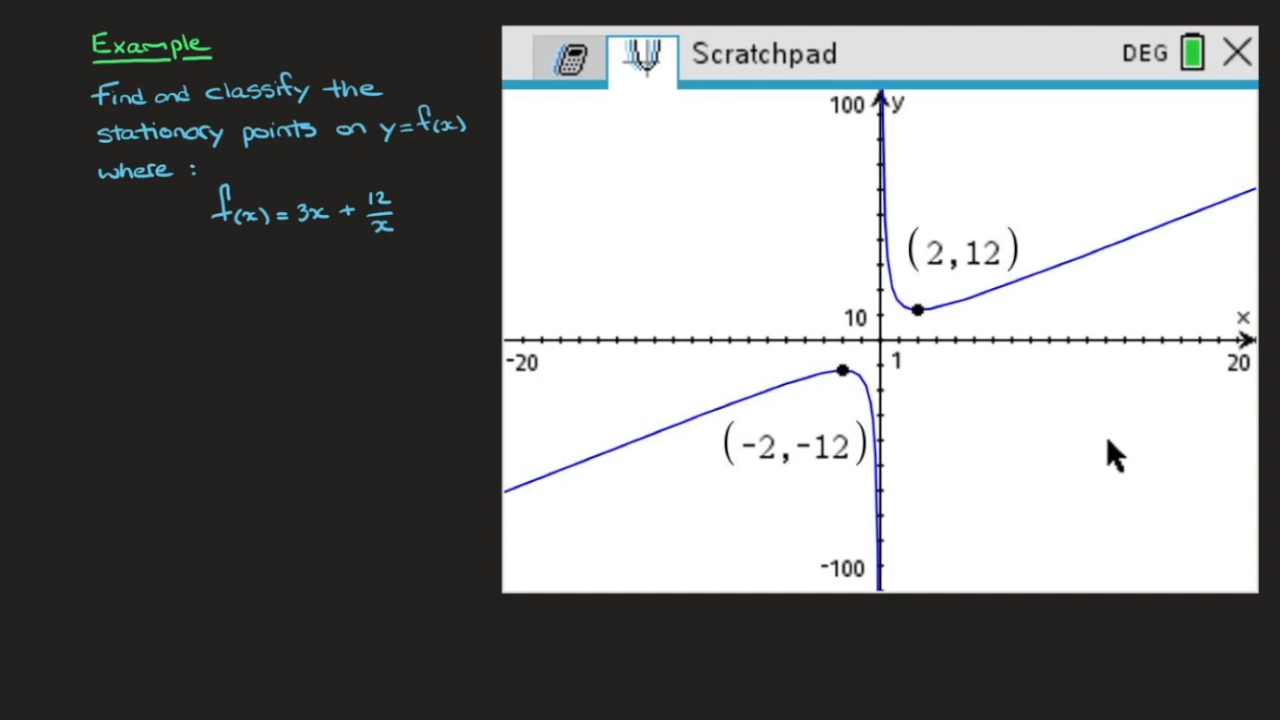 Example
Find and classify the
stationary points on y=f(x)
where :
f(x) = 3x + 12/x
Scratchpad
DEG
100
y
(2,12)
10
x
-20
1
20
(-2,-12)
-100